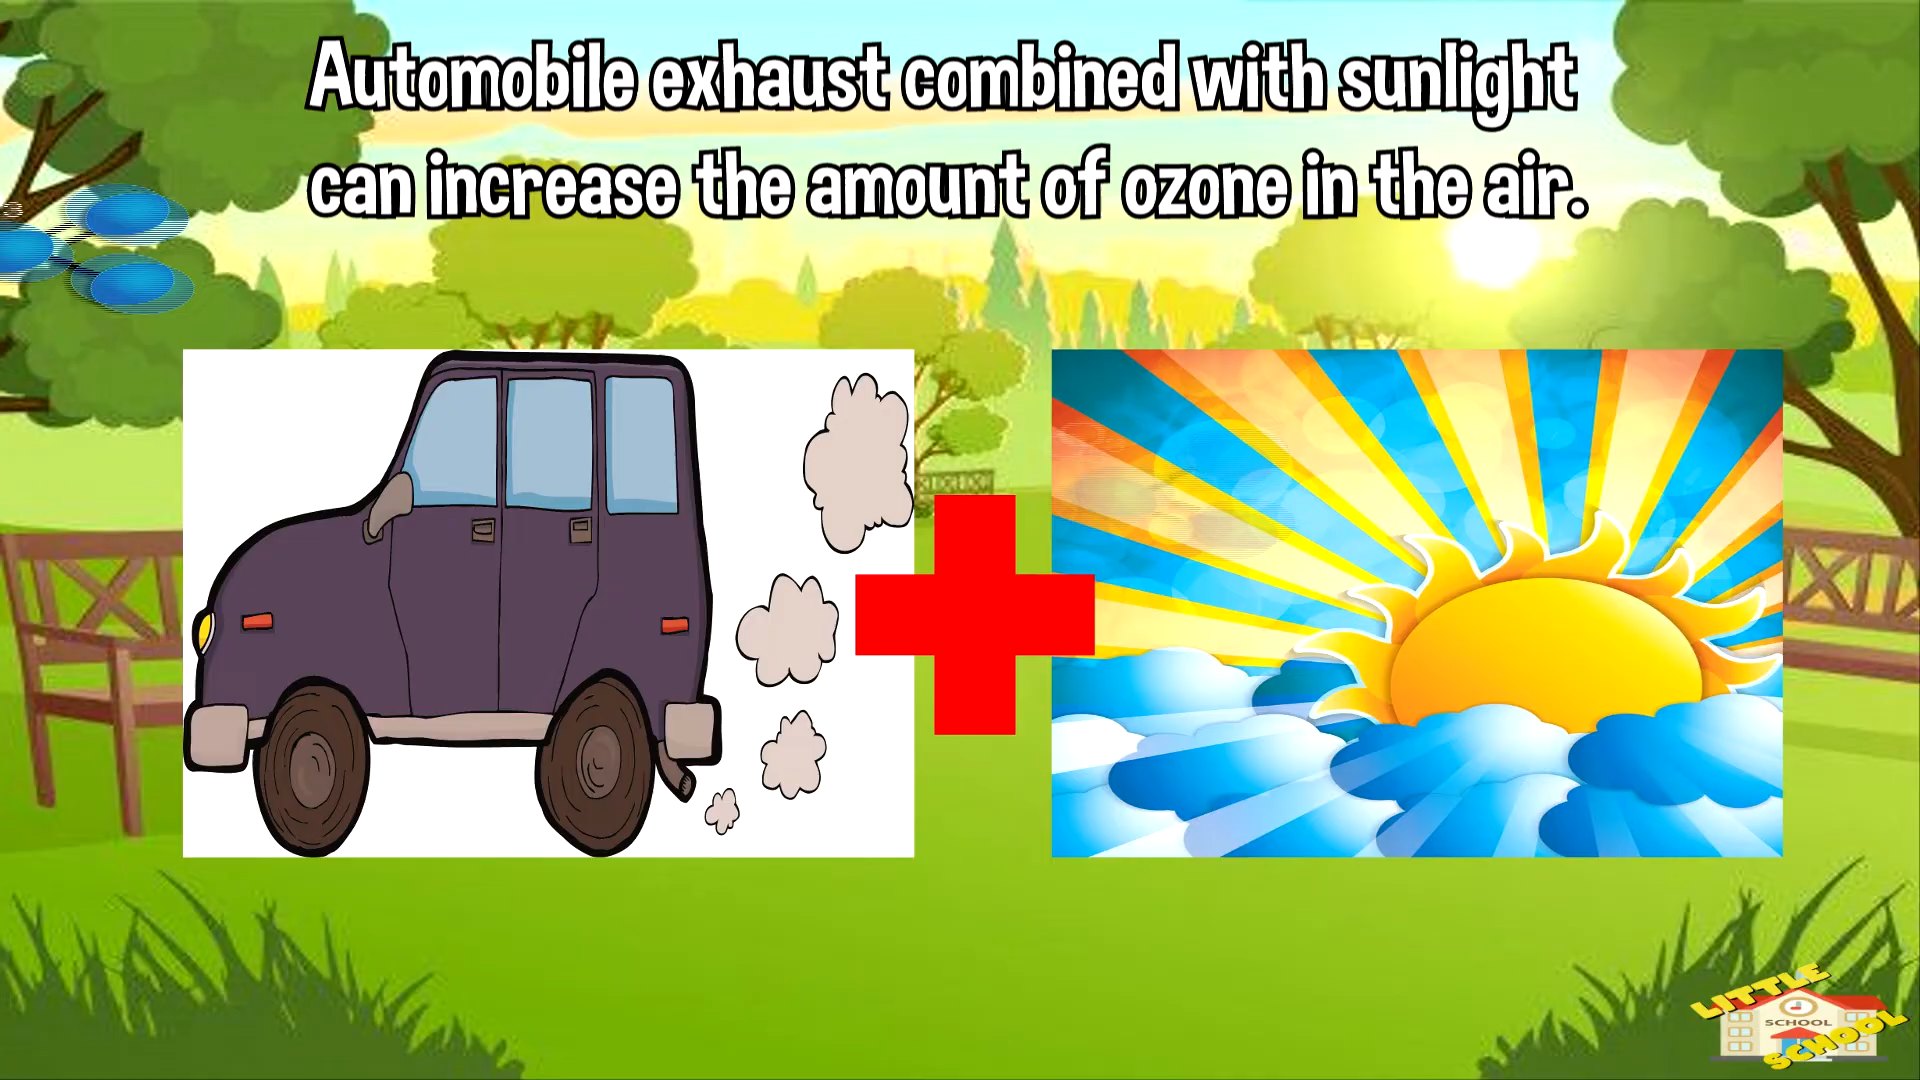 Automobile exhaust combined with sunlight
can increase the amount of ozone in the air.
LITTLE
SCHOOL
SCHOOL